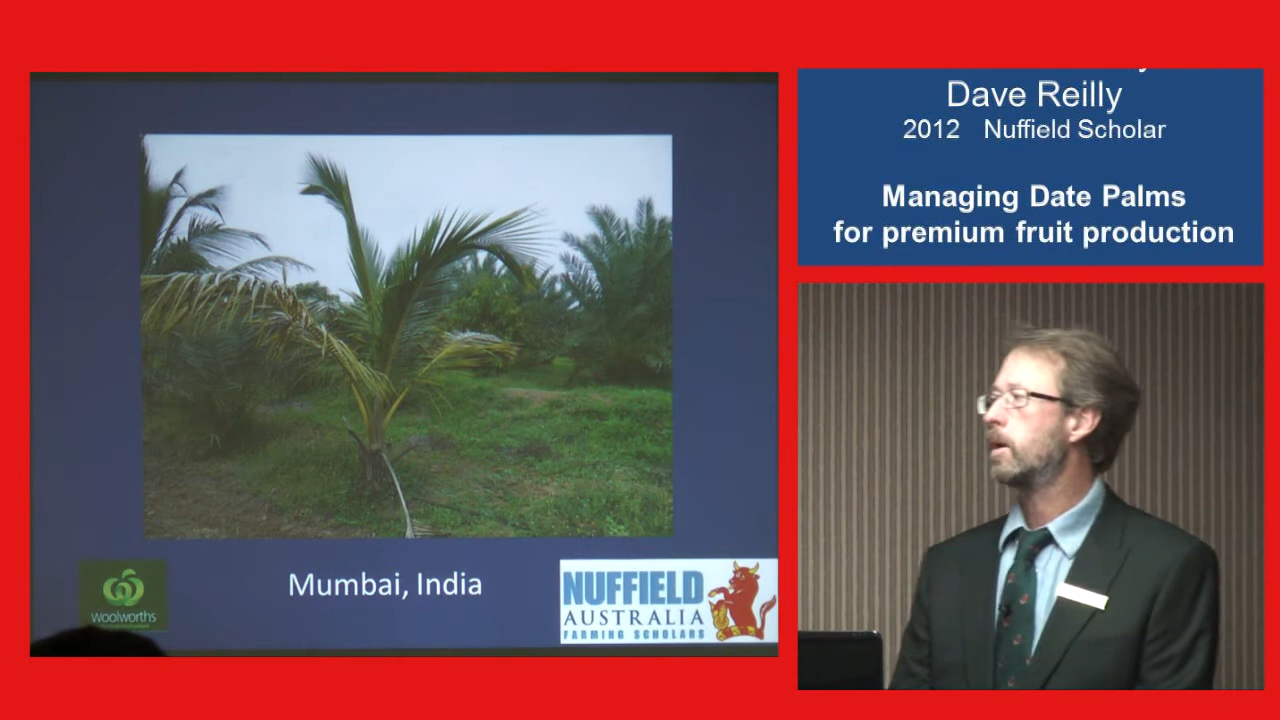 Dave Reilly
2012 Nuffield Scholar
Managing Date Palms
for premium fruit production
Mumbai, India
woolworths
NUFFIELD
AUSTRALIA
FARMING SCHOLARS